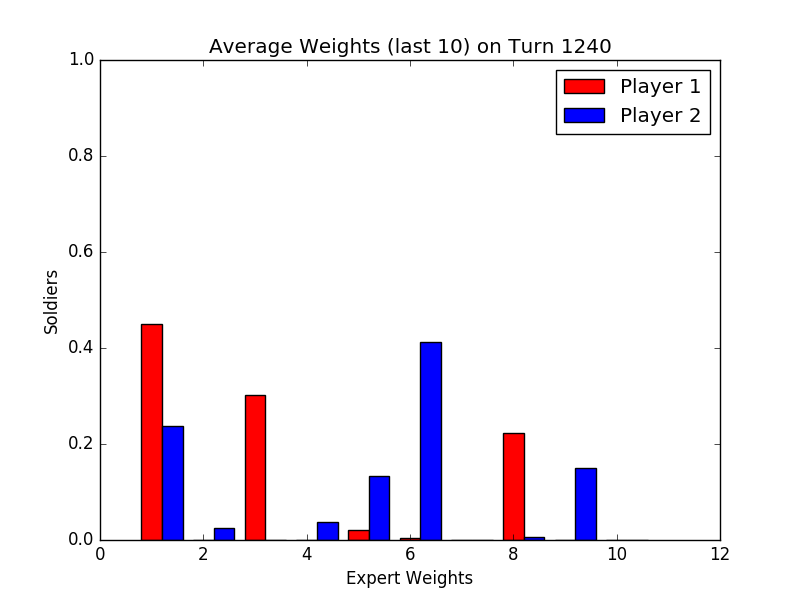 Average Weights (last 10) on Turn 1240
1.0
Player 1
Player 2
0.8
0.6
Soldiers
0.4
0.2
0.0
0 2 4 6 8 10 12
Expert Weights